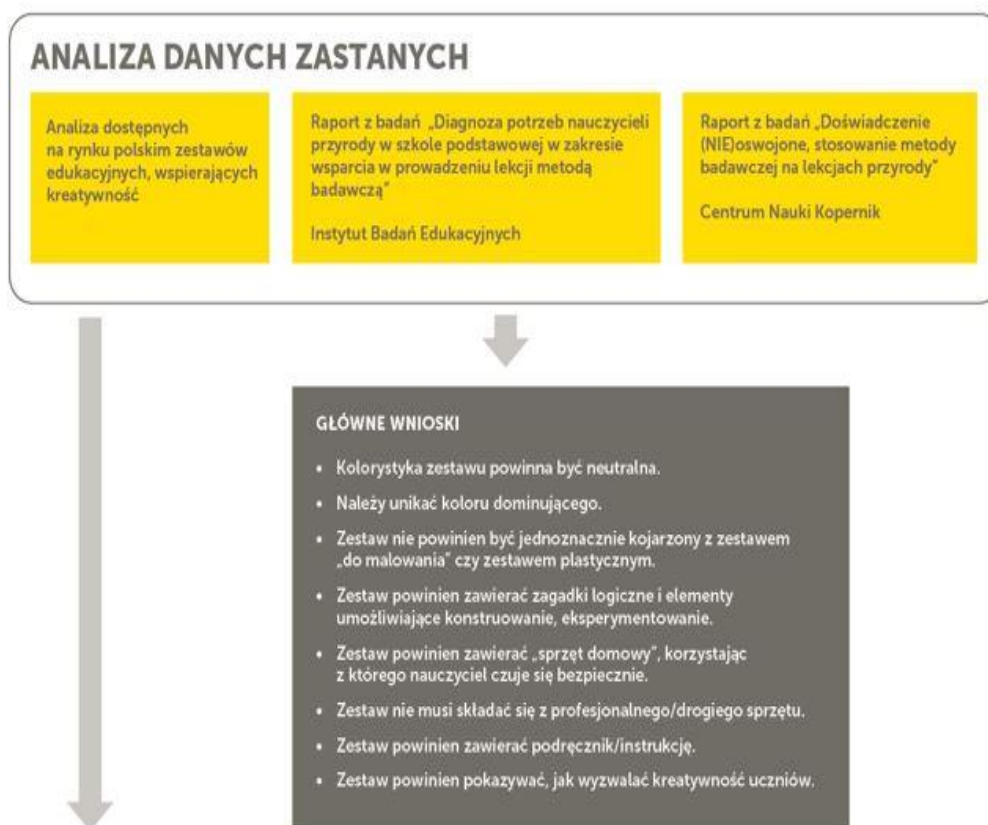 ANALIZA DANYCH ZASTANYCH
Analiza dostępnych
na rynku polskim zestawów
edukacyjnych, wspierających
kreatywność
Raport z badań „Diagnoza potrzeb nauczycieli
przyrody w szkole podstawowej w zakresie
wsparcia w prowadzeniu lekcji metodą
badawczą”
Instytut Badań Edukacyjnych
Raport z badań „Doświadczenie
(NIE)oswojone, stosowanie metody
badawczej na lekcjach przyrody”
Centrum Nauki Kopernik
GŁÓWNE WNIOSKI
• Kolorystyka zestawu powinna być neutralna.
• Należy unikać koloru dominującego.
• Zestaw nie powinien być jednoznacznie kojarzony z zestawem
„do malowania” czy zestawem plastycznym.
• Zestaw powinien zawierać zagadki logiczne i elementy
umożliwiające konstruowanie, eksperymentowanie.
• Zestaw powinien zawierać „sprzęt domowy”, korzystając
z którego nauczyciel czuje się bezpiecznie.
• Zestaw nie musi składać się z profesjonalnego/drogiego sprzętu.
• Zestaw powinien zawierać podręcznik/instrukcję.
• Zestaw powinien pokazywać, jak wyzwalać kreatywność uczniów.